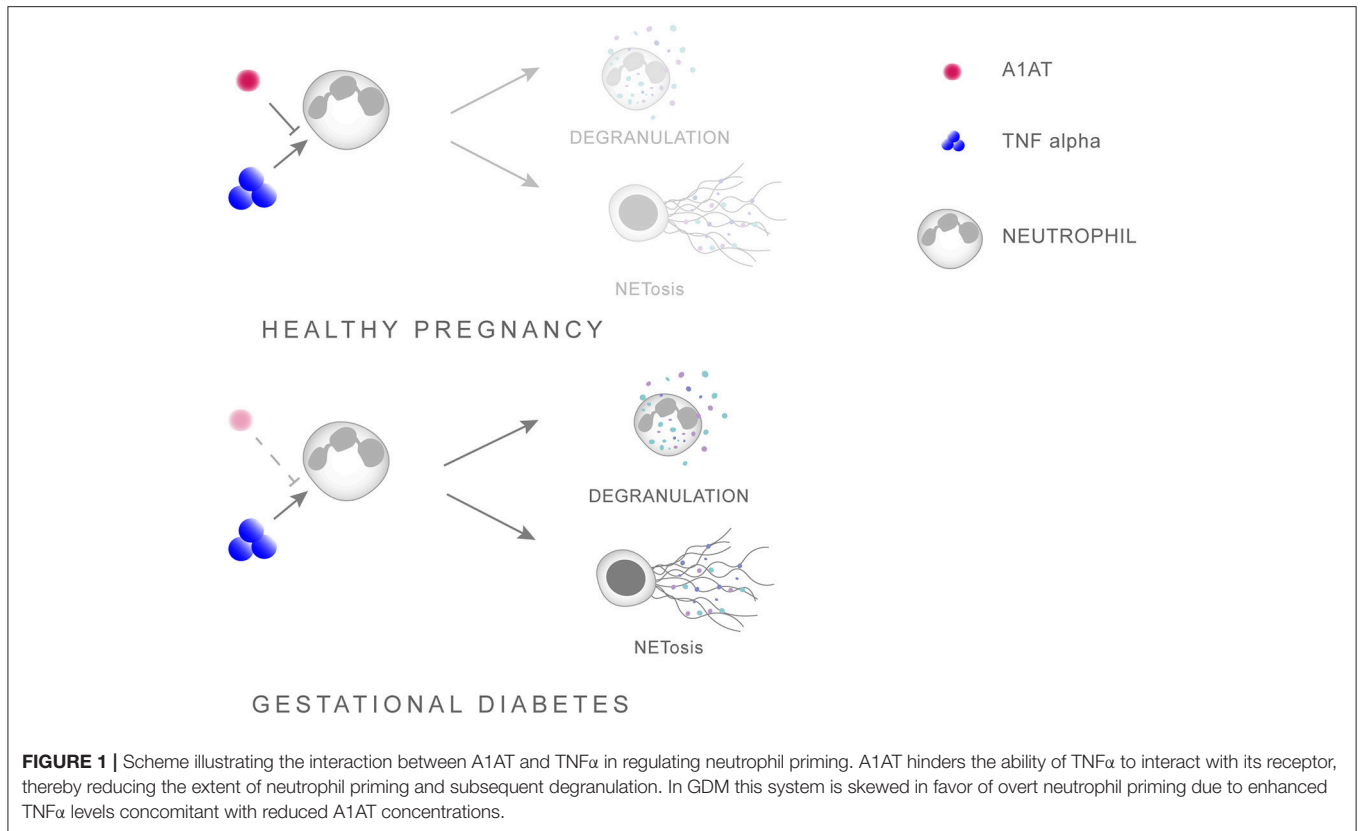 A1AT
TNF alpha
NEUTROPHIL
DEGRANULATION
NETosis
HEALTHY PREGNANCY
DEGRANULATION
NETosis
GESTATIONAL DIABETES
FIGURE 1 | Scheme illustrating the interaction between A1AT and TNFα in regulating neutrophil priming. A1AT hinders the ability of TNFα to interact with its receptor,
thereby reducing the extent of neutrophil priming and subsequent degranulation. In GDM this system is skewed in favor of overt neutrophil priming due to enhanced
TNFα levels concomitant with reduced A1AT concentrations.